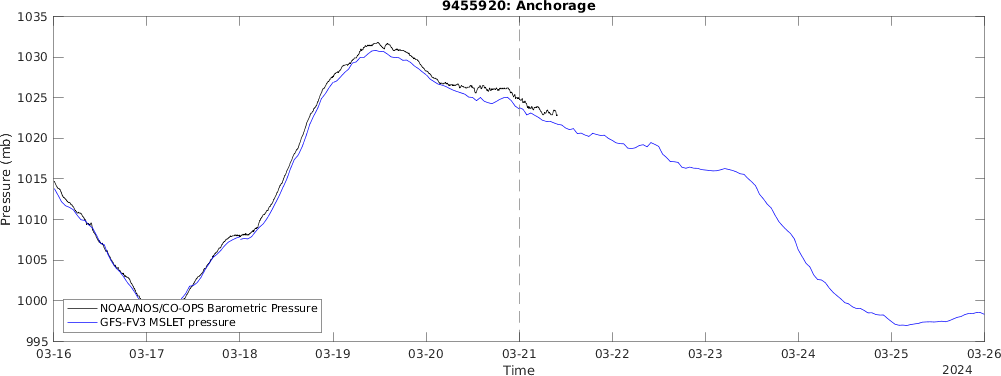 9455920: Anchorage
1035
1030
1025
1020
1015
1010
1005
1000
995
Pressure (mb)
NOAA/NOS/CO-OPS Barometric Pressure
GFS-FV3 MSLET pressure
03-16 03-17 03-18 03-19 03-20 03-21 03-22 03-23 03-24 03-25 03-26
Time
2024